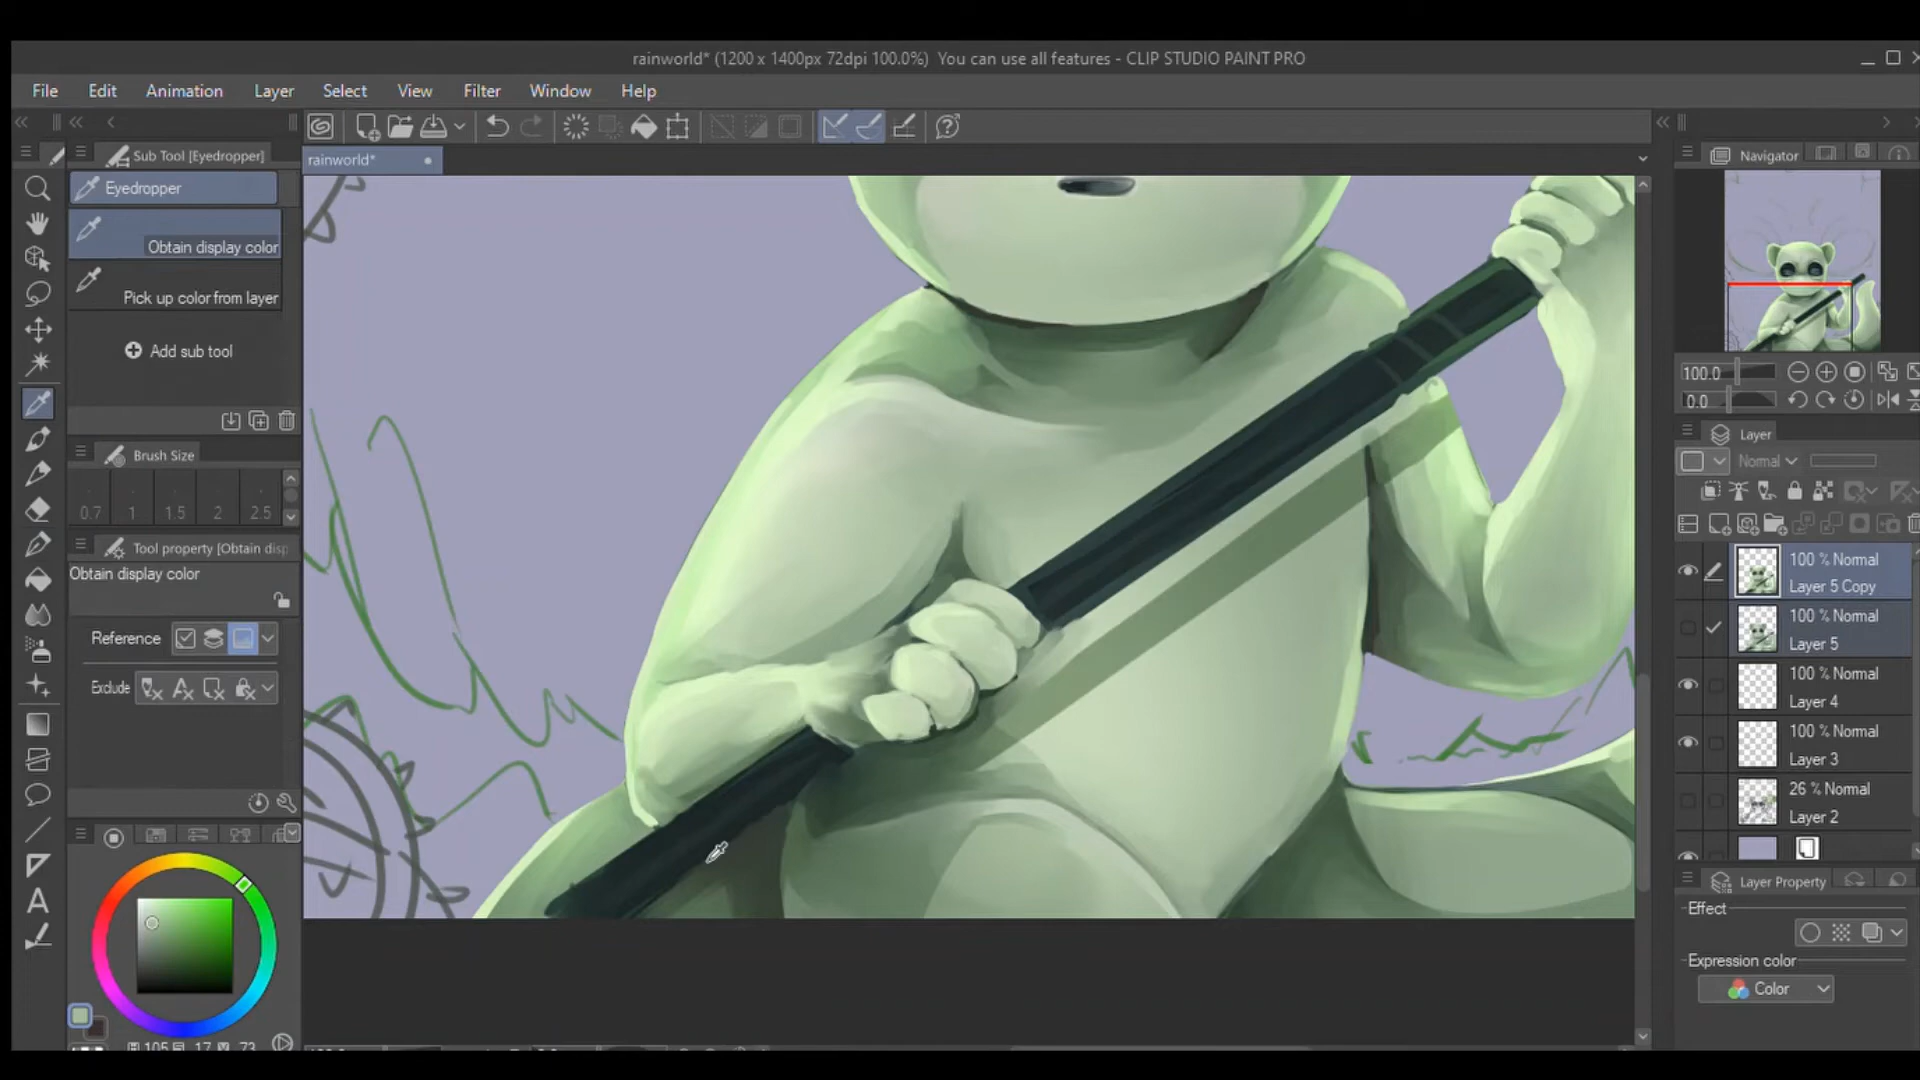 rainworld* (1200 x 1400px 72dpi 100.0%)  You can use all features - CLIP STUDIO PAINT PRO
File Edit Animation Layer Select View Filter Window Help
Sub Tool [Eyedropper]
rainworld*
Navigator
Eyedropper
Obtain display color
Pick up color from layer
Add sub tool
100.0
0.0
Brush Size
0.7 1 1.5 2 2.5
Tool property [Obtain disp
Obtain display color
Reference
Exclude
Layer
Normal
100 % Normal
Layer 5 Copy
100 % Normal
Layer 5
100 % Normal
Layer 4
100 % Normal
Layer 3
26 % Normal
Layer 2
Layer Property
Effect
Expression color
Color
H 105 S 17 V 73